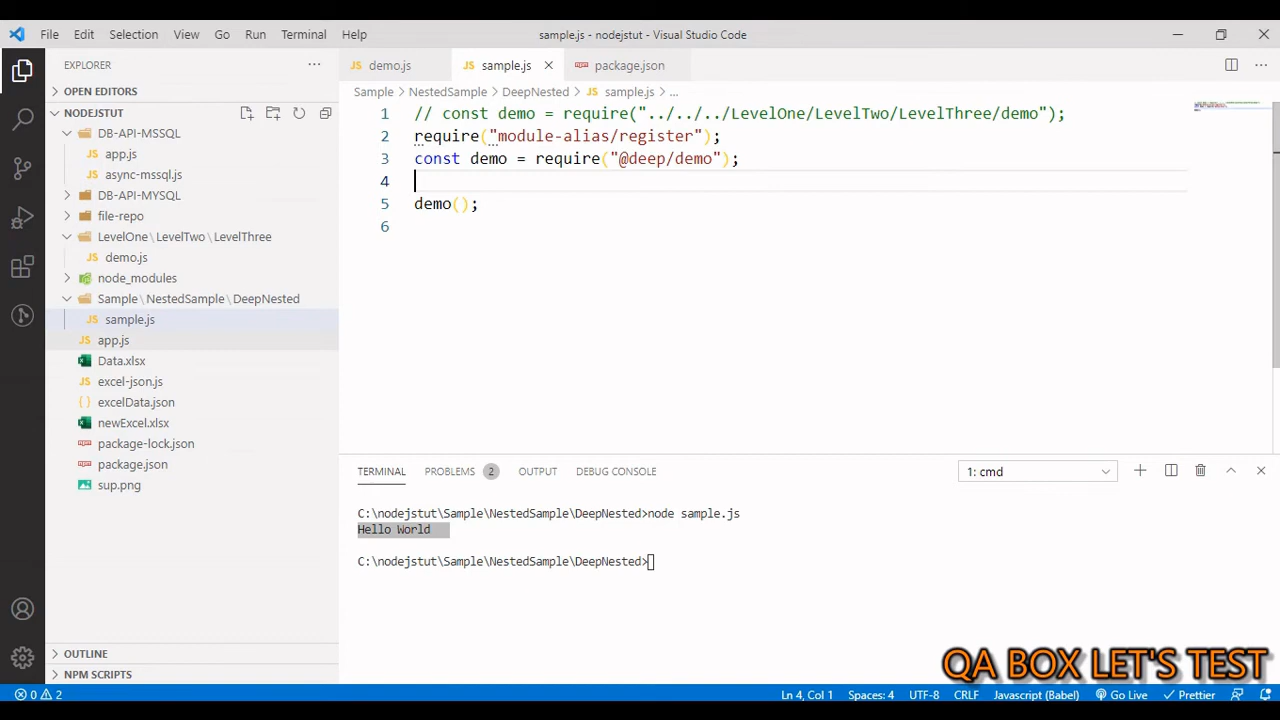 File Edit Selection View Go Run Terminal sample.js - nodejstut - Visual Studio Code
EXPLORER
OPEN EDITORS
NODEJSTUT
DB-API-MSSQL
app.js
async-mssql.js
DB-API-MYSQL
file-repo
LevelOne\LevelTwo\LevelThree
demo.js
node_modules
Sample\NestedSample\DeepNested
sample.js
app.js
Data.xlsx
excel-json.js
excelData.json
newExcel.xlsx
package-lock.json
package.json
sup.png
OUTLINE
NPM SCRIPTS
JS demo.js JS sample.js package.json
Sample > NestedSample > DeepNested > JS sample.js > ...
1 // const demo = require("../../../LevelOne/LevelTwo/LevelThree/demo");
2 require("module-alias/register");
3 const demo = require("@deep/demo");
4
5 demo();
6
TERMINAL PROBLEMS 2 OUTPUT DEBUG CONSOLE 1: cmd
C:\nodejstut\Sample\NestedSample\DeepNested>node sample.js
Hello World
C:\nodejstut\Sample\NestedSample\DeepNested>
QA BOX LET'S TEST
0 2 Ln 4, Col 1 Spaces: 4 UTF-8 CRLF Javascript (Babel) Go Live Prettier